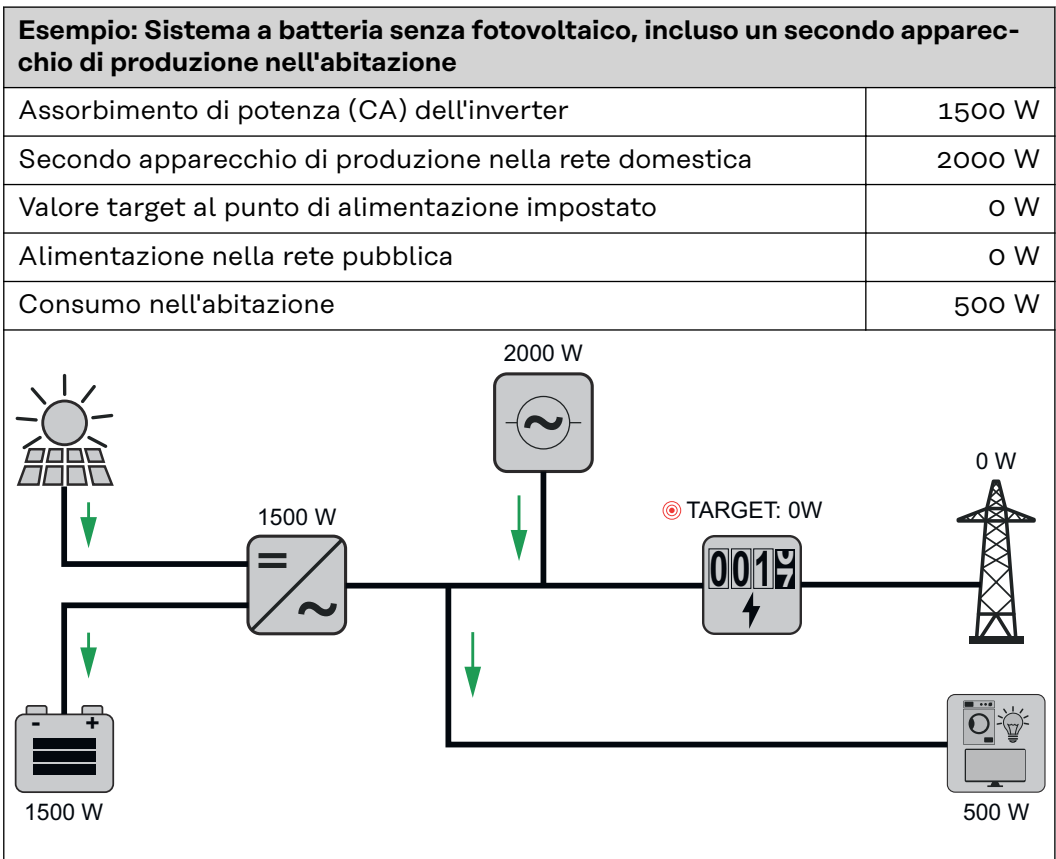 Esempio: Sistema a batteria senza fotovoltaico, incluso un secondo apparec-
chio di produzione nell'abitazione
Assorbimento di potenza (CA) dell'inverter 1500 W
Secondo apparecchio di produzione nella rete domestica 2000 W
Valore target al punto di alimentazione impostato 0 W
Alimentazione nella rete pubblica 0 W
Consumo nell'abitazione 500 W
2000 W
0 W
1500 W
TARGET: 0W
001
7
- +
1500 W
500 W